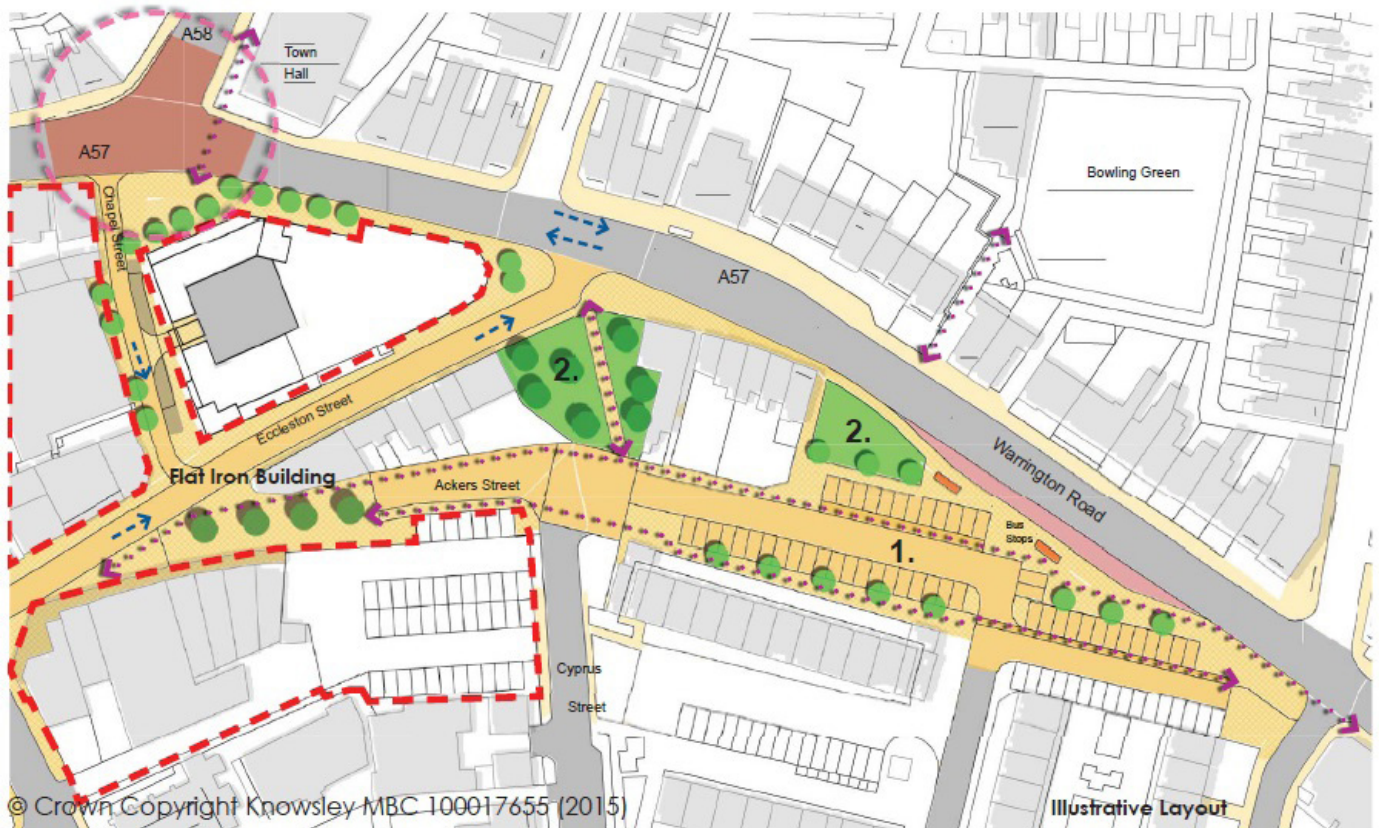 A58
Town
Hall
A57
Bowling Green
Chapel Street
A57
2.
2.
Eccleston Street
Warrington Road
Flat Iron Building
Ackers Street
Bus
Stops
1.
Cyprus
Street
© Crown Copyright Knowsley MBC 100017655 (2015)
Illustrative Layout